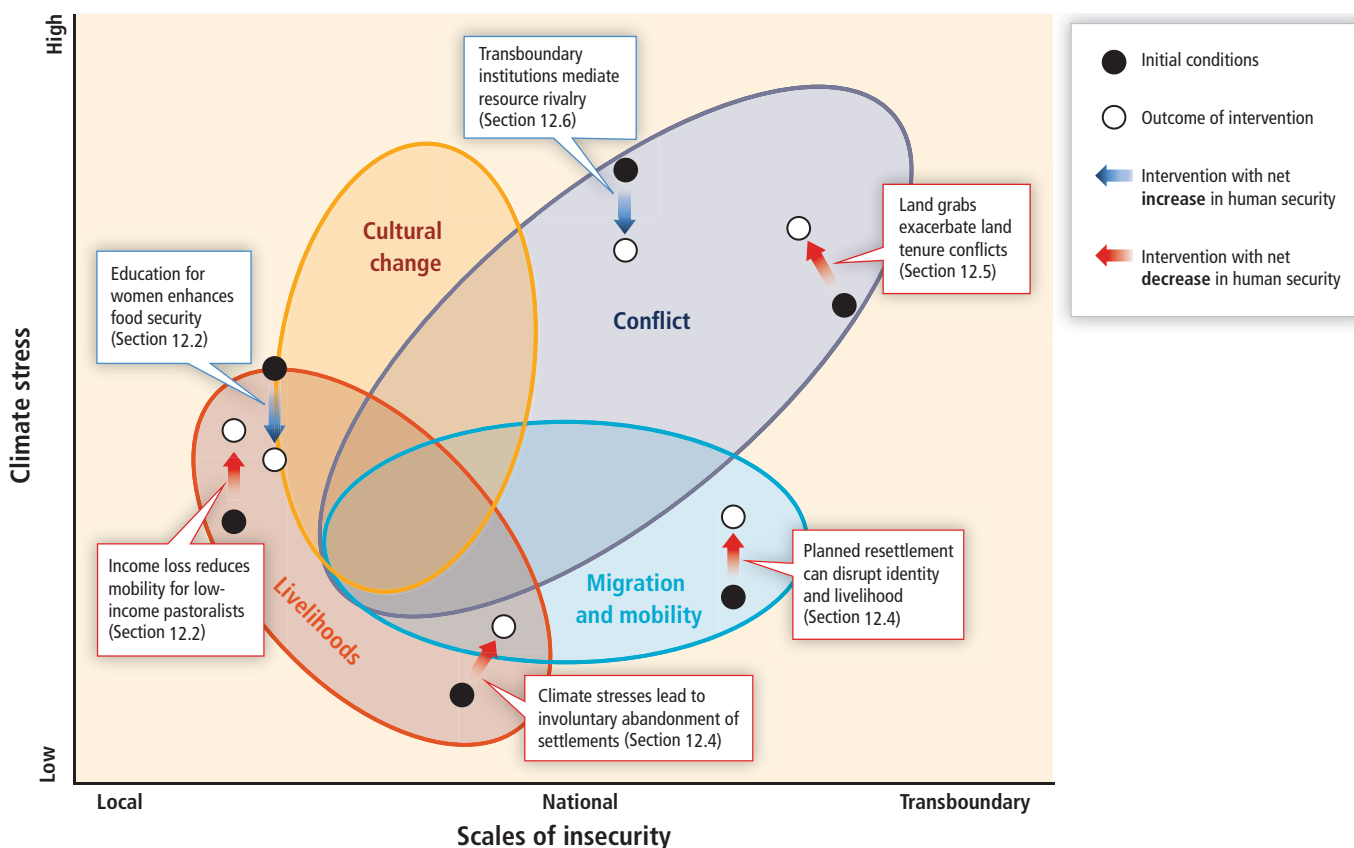 High
Climate stress
Low
Transboundary
institutions mediate
resource rivalry
(Section 12.6)
Cultural
change
Land grabs
exacerbate land
tenure conflicts
(Section 12.5)
Education for
women enhances
food security
(Section 12.2)
Conflict
Income loss reduces
mobility for low-
income pastoralists
(Section 12.2)
Livelihoods
Migration
and mobility
Planned resettlement
can disrupt identity
and livelihood
(Section 12.4)
Climate stresses lead to
involuntary abandonment of
settlements (Section 12.4)
Local
National
Transboundary
Scales of insecurity
Initial conditions
Outcome of intervention
Intervention with net
increase in human security
Intervention with net
decrease in human security